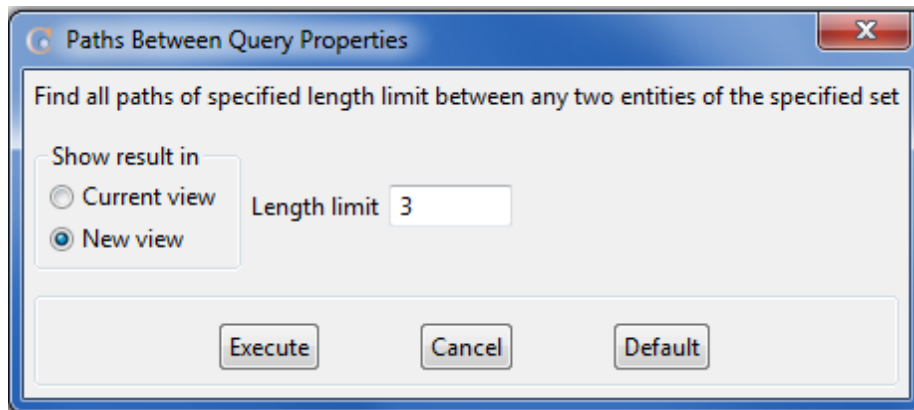 Paths Between Query Properties
Find all paths of specified length limit between any two entities of the specified set
Show result in
Current view
New view
Length limit 3
Execute Cancel Default